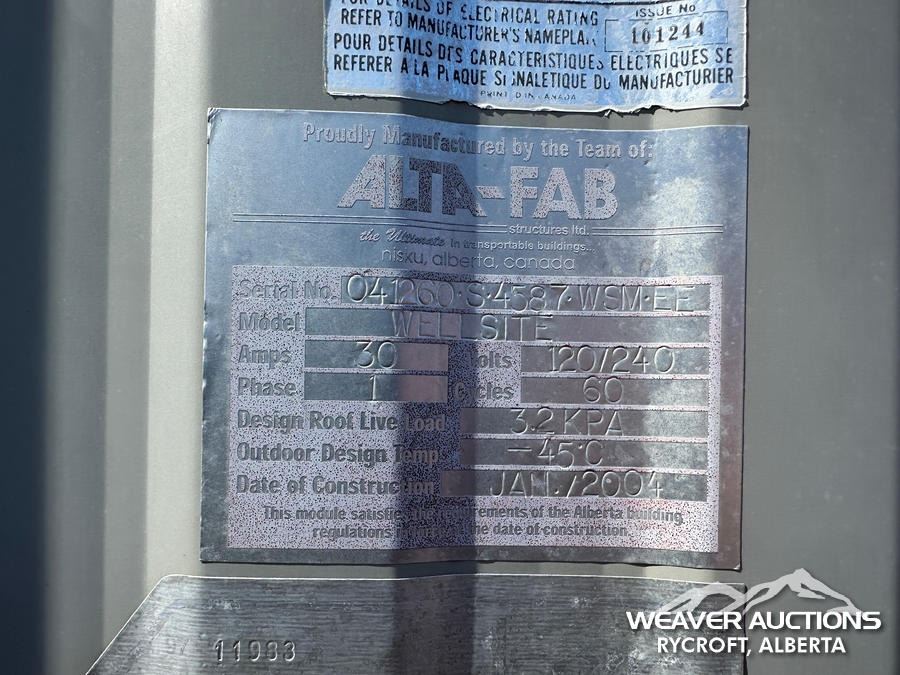 FOR DETAILS OF ELECTRICAL RATING
REFER TO MANUFACTURER'S NAMEPLATE
ISSUE No
101244
POUR DETAILS DES CARACTERISTIQUES ELECTRIQUES SE
REFERER A LA PLAQUE SIGNALETIQUE DU MANUFACTURIER
PRINTED IN CANADA
Proudly Manufactured by the Team of:
ALTA-FAB
structures ltd.
the Ultimate in transportable buildings...
nisku, alberta, canada
Serial No. 041260·S·4587·WSM·EE
Model WELLSITE
Amps 30 Volts 120/240
Phase 1 Cycles 60
Design Roof Live Load 3.2 KPA
Outdoor Design Temp -45°C
Date of Construction JAN./2004
This module satisfies the requirements of the Alberta building
regulations the date of construction.
11983
WEAVER AUCTIONS
RYCROFT, ALBERTA